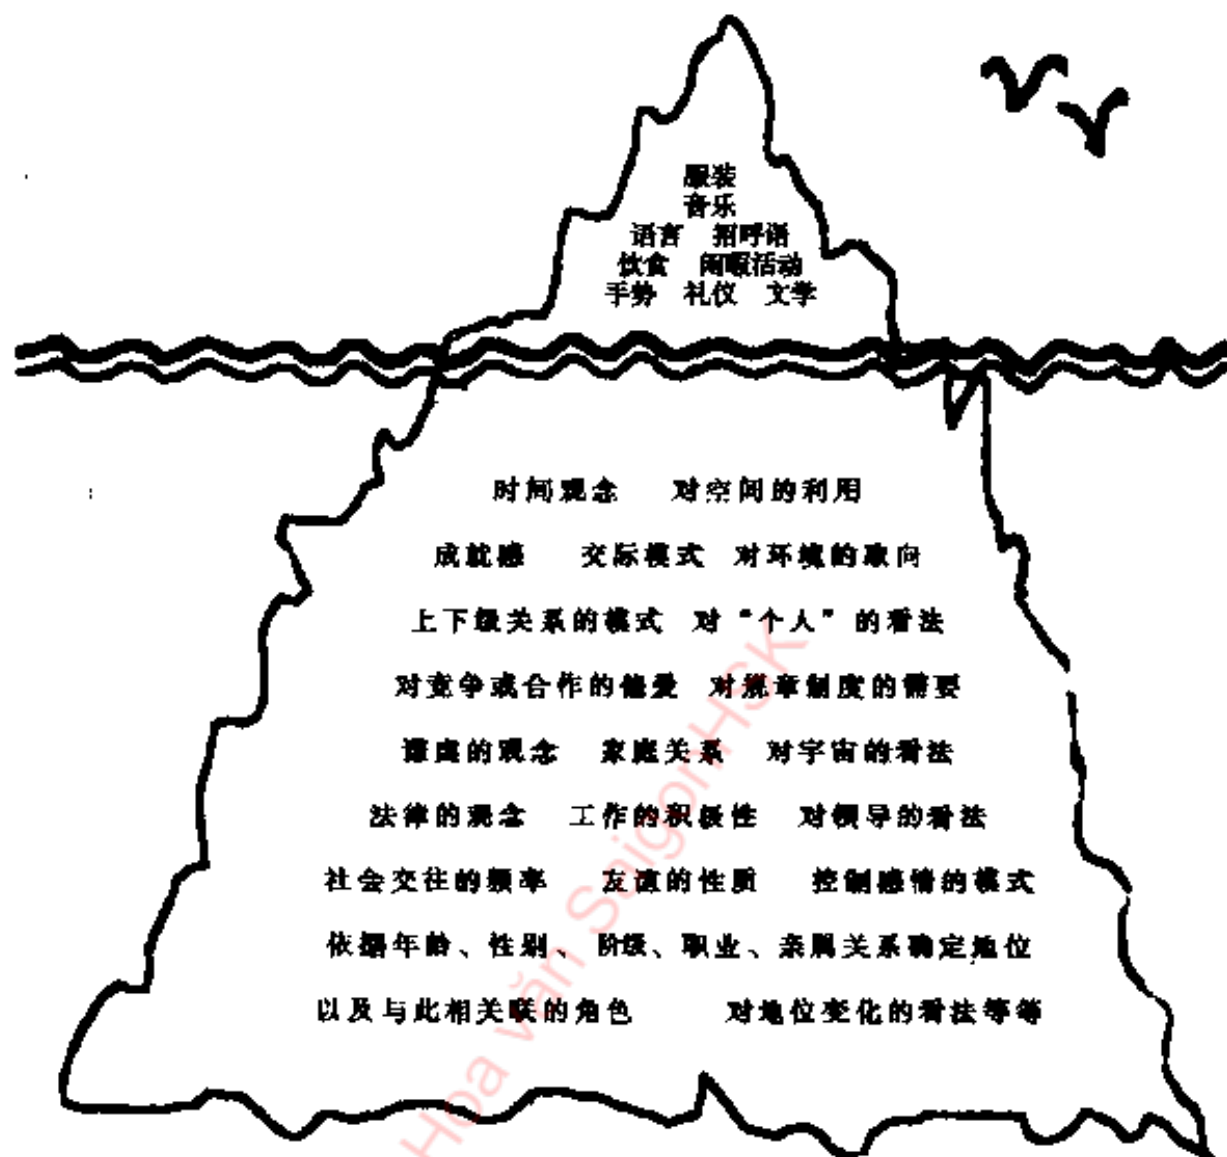 服装
音乐
语言 招呼语
饮食 闲暇活动
手势 礼仪 文学
时间观念 对空间的利用
成就感 交际模式 对环境的取向
上下级关系的模式 对“个人”的看法
对竞争或合作的偏爱 对规章制度的需要
谦虚的观念 家庭关系 对宇宙的看法
法律的观念 工作的积极性 对领导的看法
社会交往的频率 友谊的性质 控制感情的模式
依据年龄、性别、阶级、职业、亲属关系确定地位
以及与此相关联的角色 对地位变化的看法等等
Hoa văn SaigonHSK